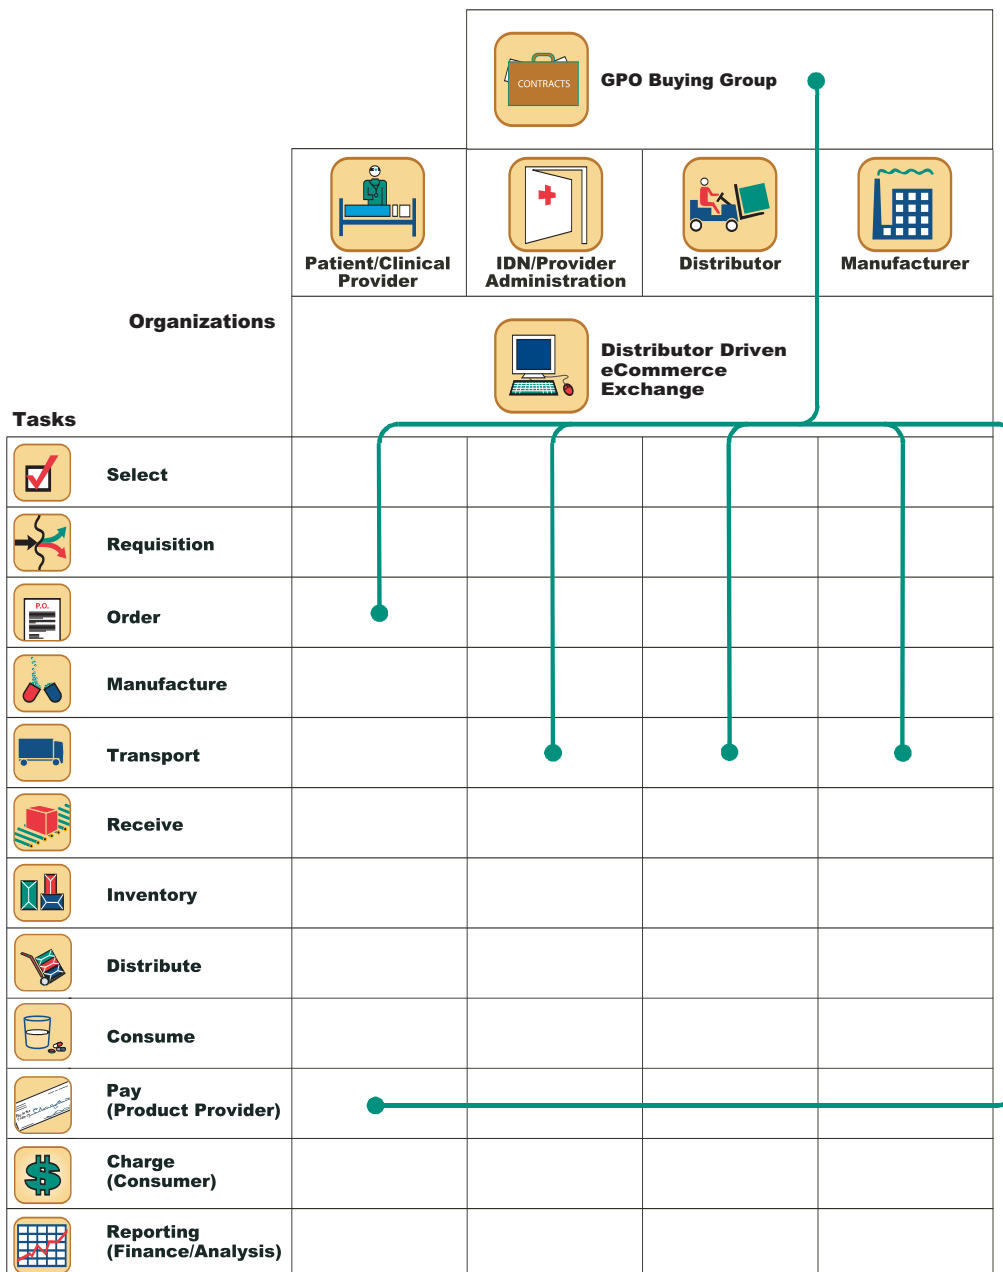 CONTRACTS
GPO Buying Group
Patient/Clinical
Provider
IDN/Provider
Administration
Distributor
Manufacturer
Organizations
Distributor Driven
eCommerce
Exchange
Tasks
Select
Requisition
P.O.
Order
Manufacture
Transport
Receive
Inventory
Distribute
Consume
Pay
(Product Provider)
Charge
(Consumer)
Reporting
(Finance/Analysis)